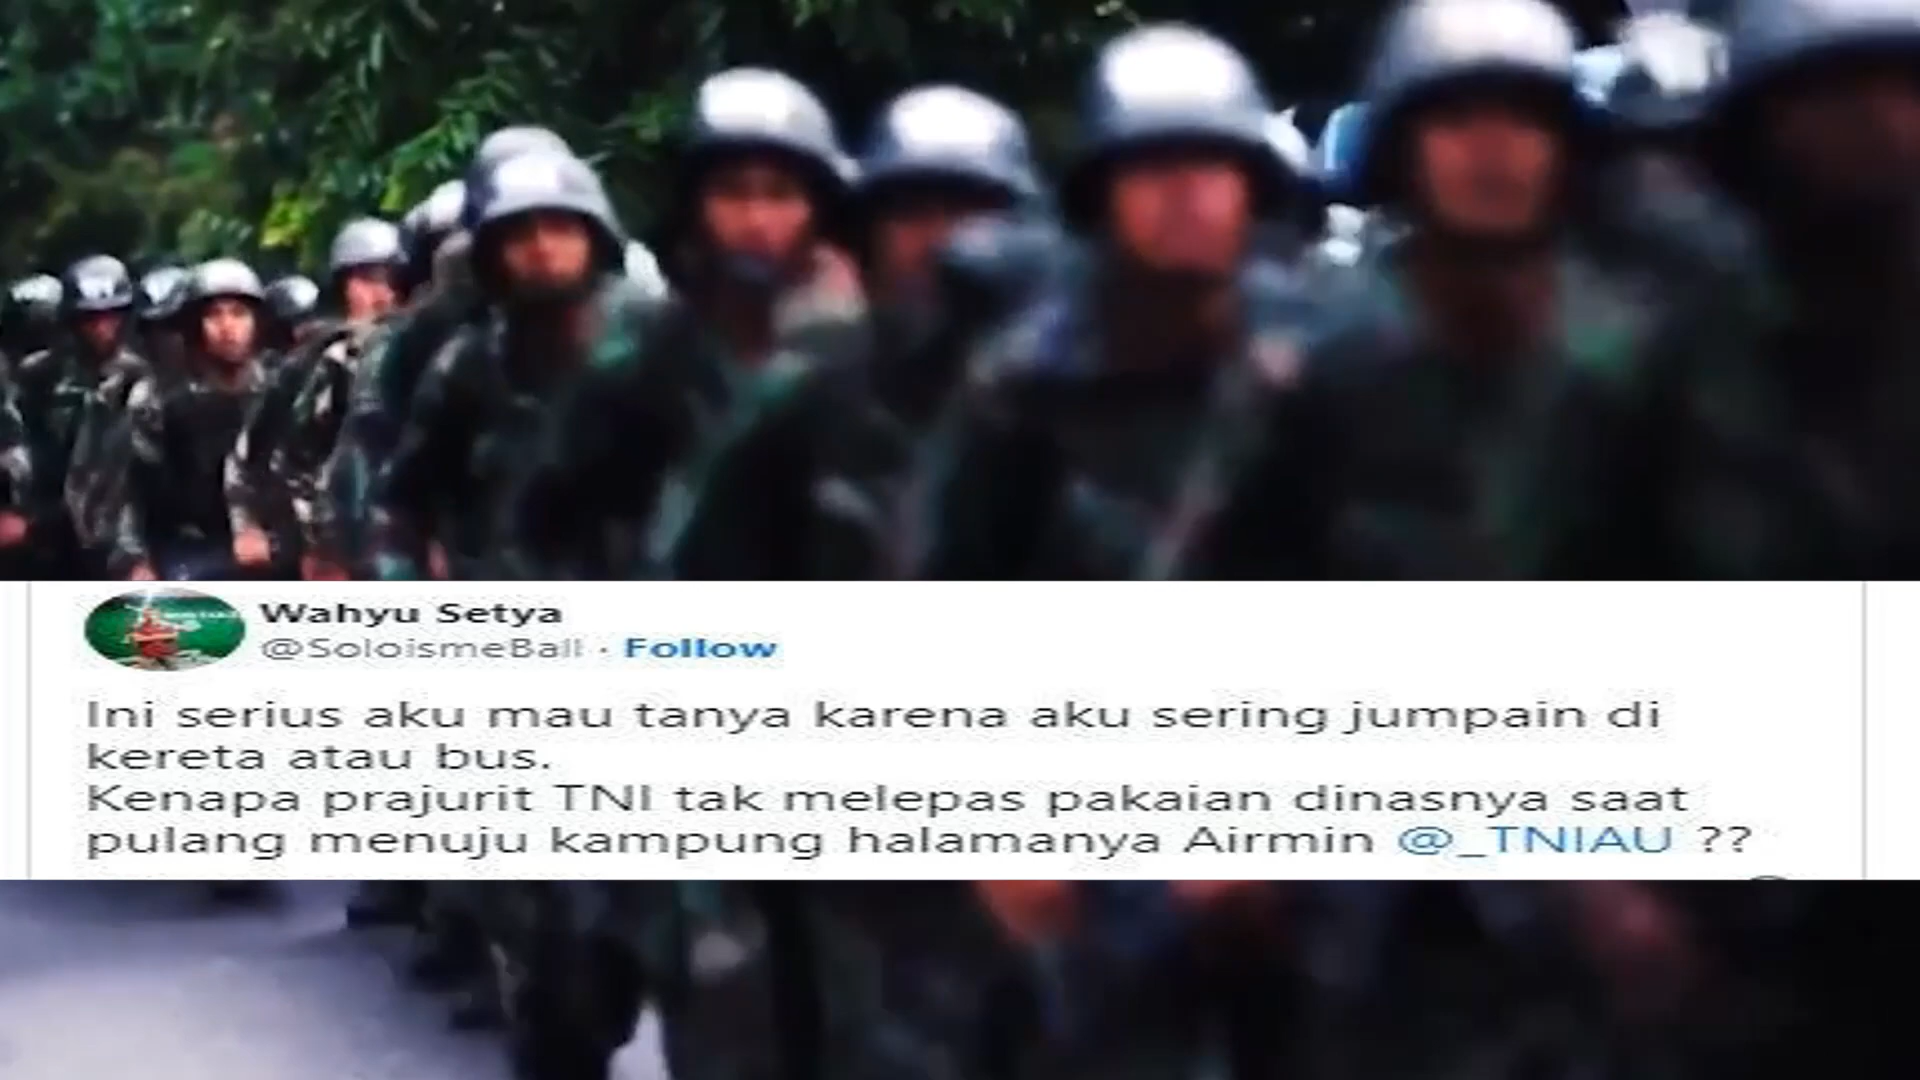 Wahyu Setya
@SoloismeBall · Follow
Ini serius aku mau tanya karena aku sering jumpain di
kereta atau bus.
Kenapa prajurit TNI tak melepas pakaian dinasnya saat
pulang menuju kampung halamanya Airmin @_TNIAU ??